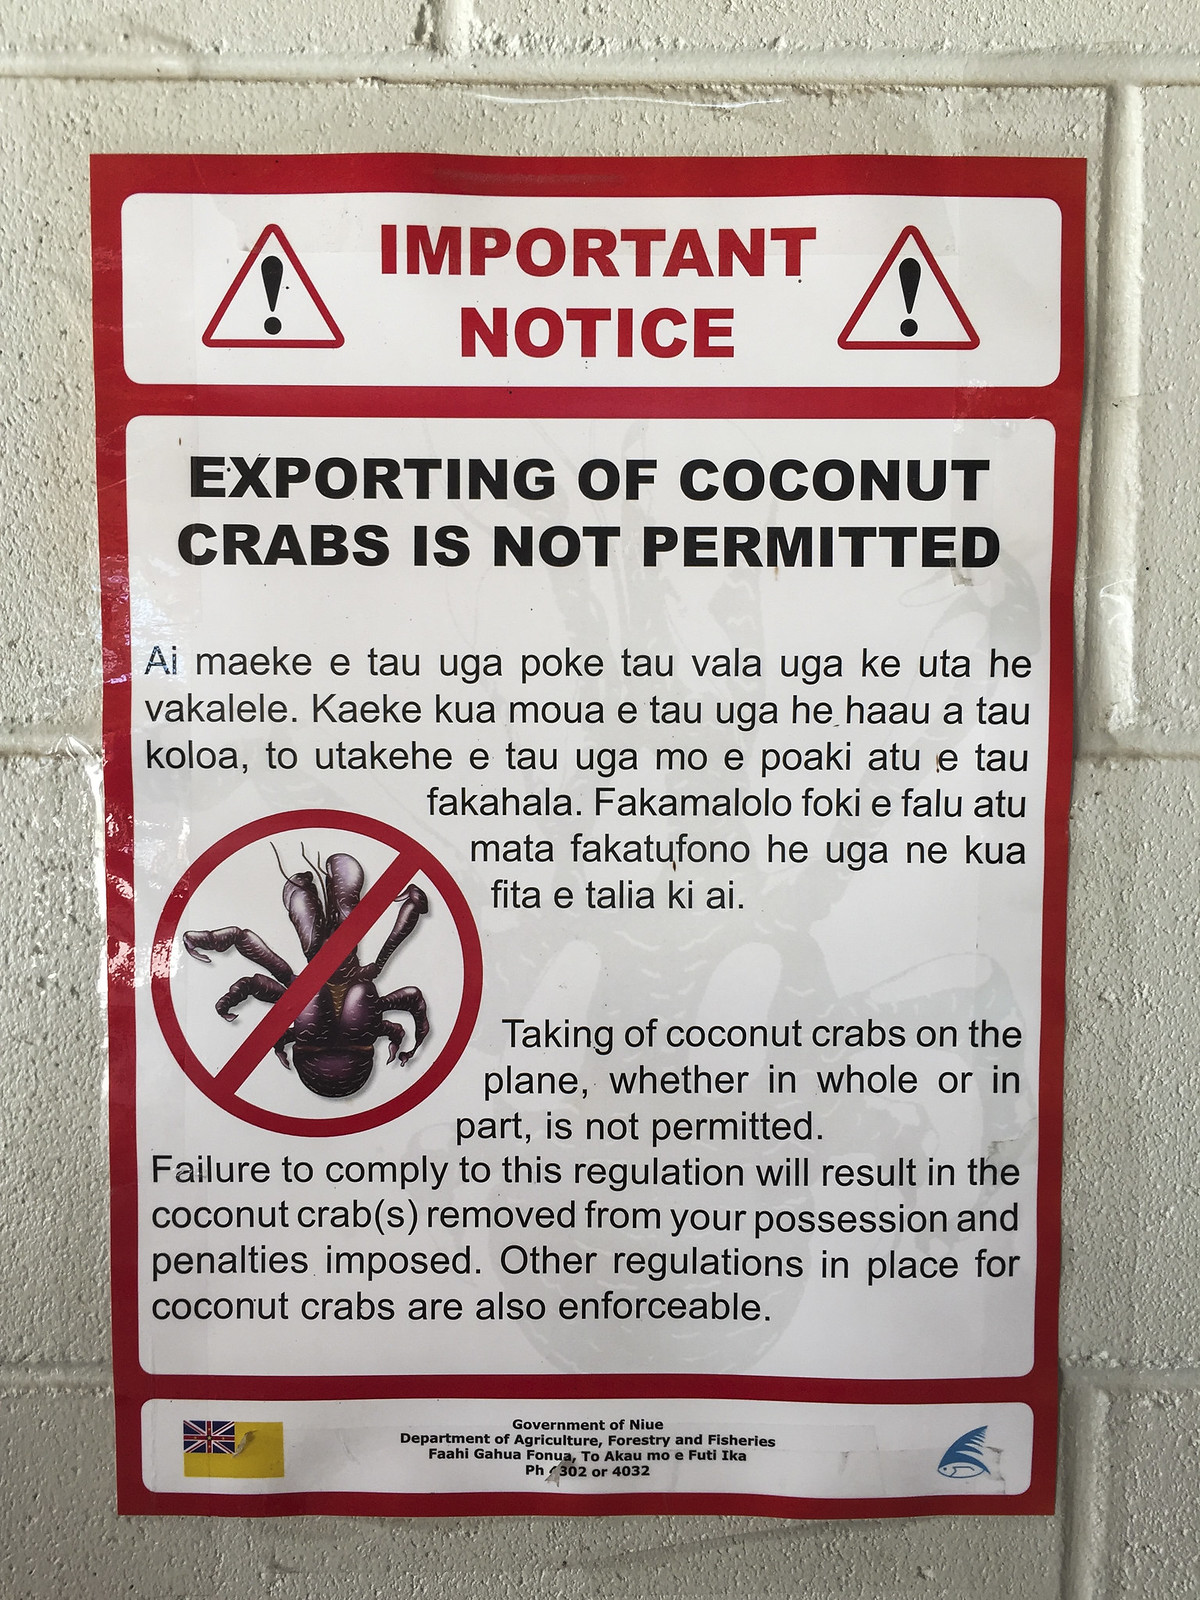 IMPORTANT
NOTICE
EXPORTING OF COCONUT
CRABS IS NOT PERMITTED
Ai maeke e tau uga poke tau vala uga ke uta he
vakalele. Kaeke kua moua e tau uga he haau a tau
koloa, to utakehe e tau uga mo e poaki atu e tau
fakahala. Fakamalolo foki e falu atu
mata fakatufono he uga ne kua
fita e talia ki ai.
Taking of coconut crabs on the
plane, whether in whole or in
part, is not permitted.
Failure to comply to this regulation will result in the
coconut crab(s) removed from your possession and
penalties imposed. Other regulations in place for
coconut crabs are also enforceable.
Government of Niue
Department of Agriculture, Forestry and Fisheries
Faahi Gahua Fonua, To Akau mo e Futi Ika
Ph or 4032